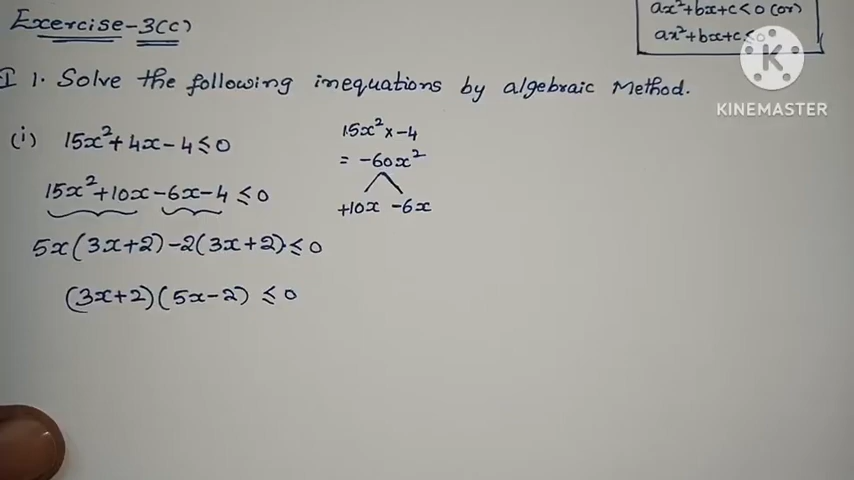 Exercise-3(c)
ax²+bx+c<0 (or)
ax²+bx+c≤0
K
KINEMASTER
I 1. Solve the following inequations by algebraic Method.
(i) 15x²+4x-4≤0
15x²x-4
= -60x²
+10x -6x
15x²+10x-6x-4≤0
5x(3x+2)-2(3x+2)≤0
(3x+2)(5x-2) ≤0